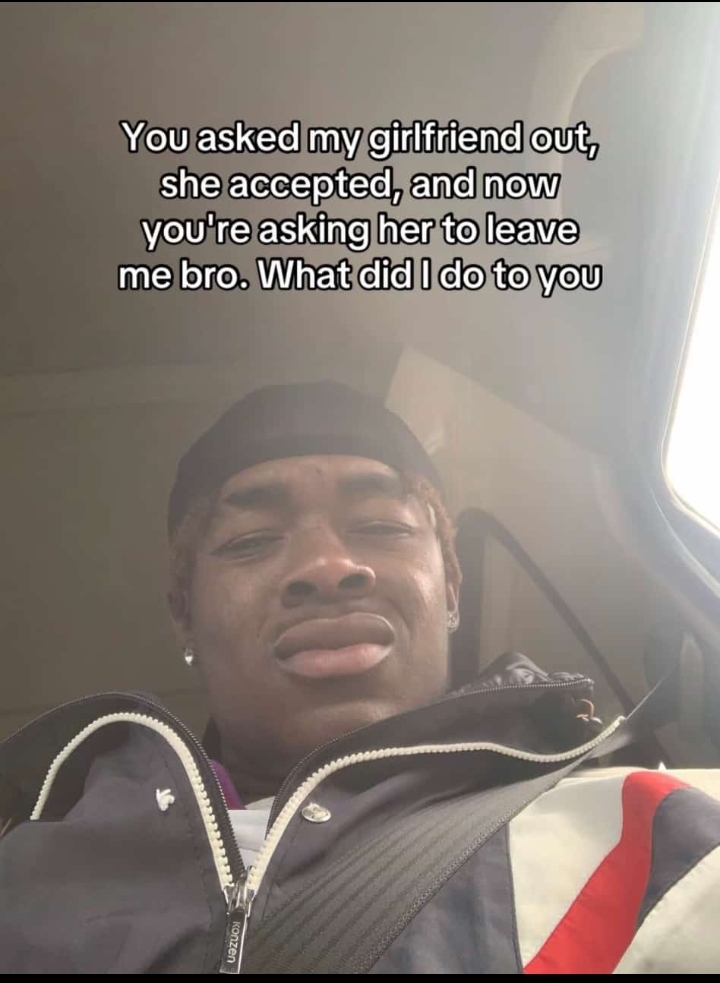 You asked my girlfriend out,
she accepted, and now
you're asking her to leave
me bro. What did I do to you
konzen